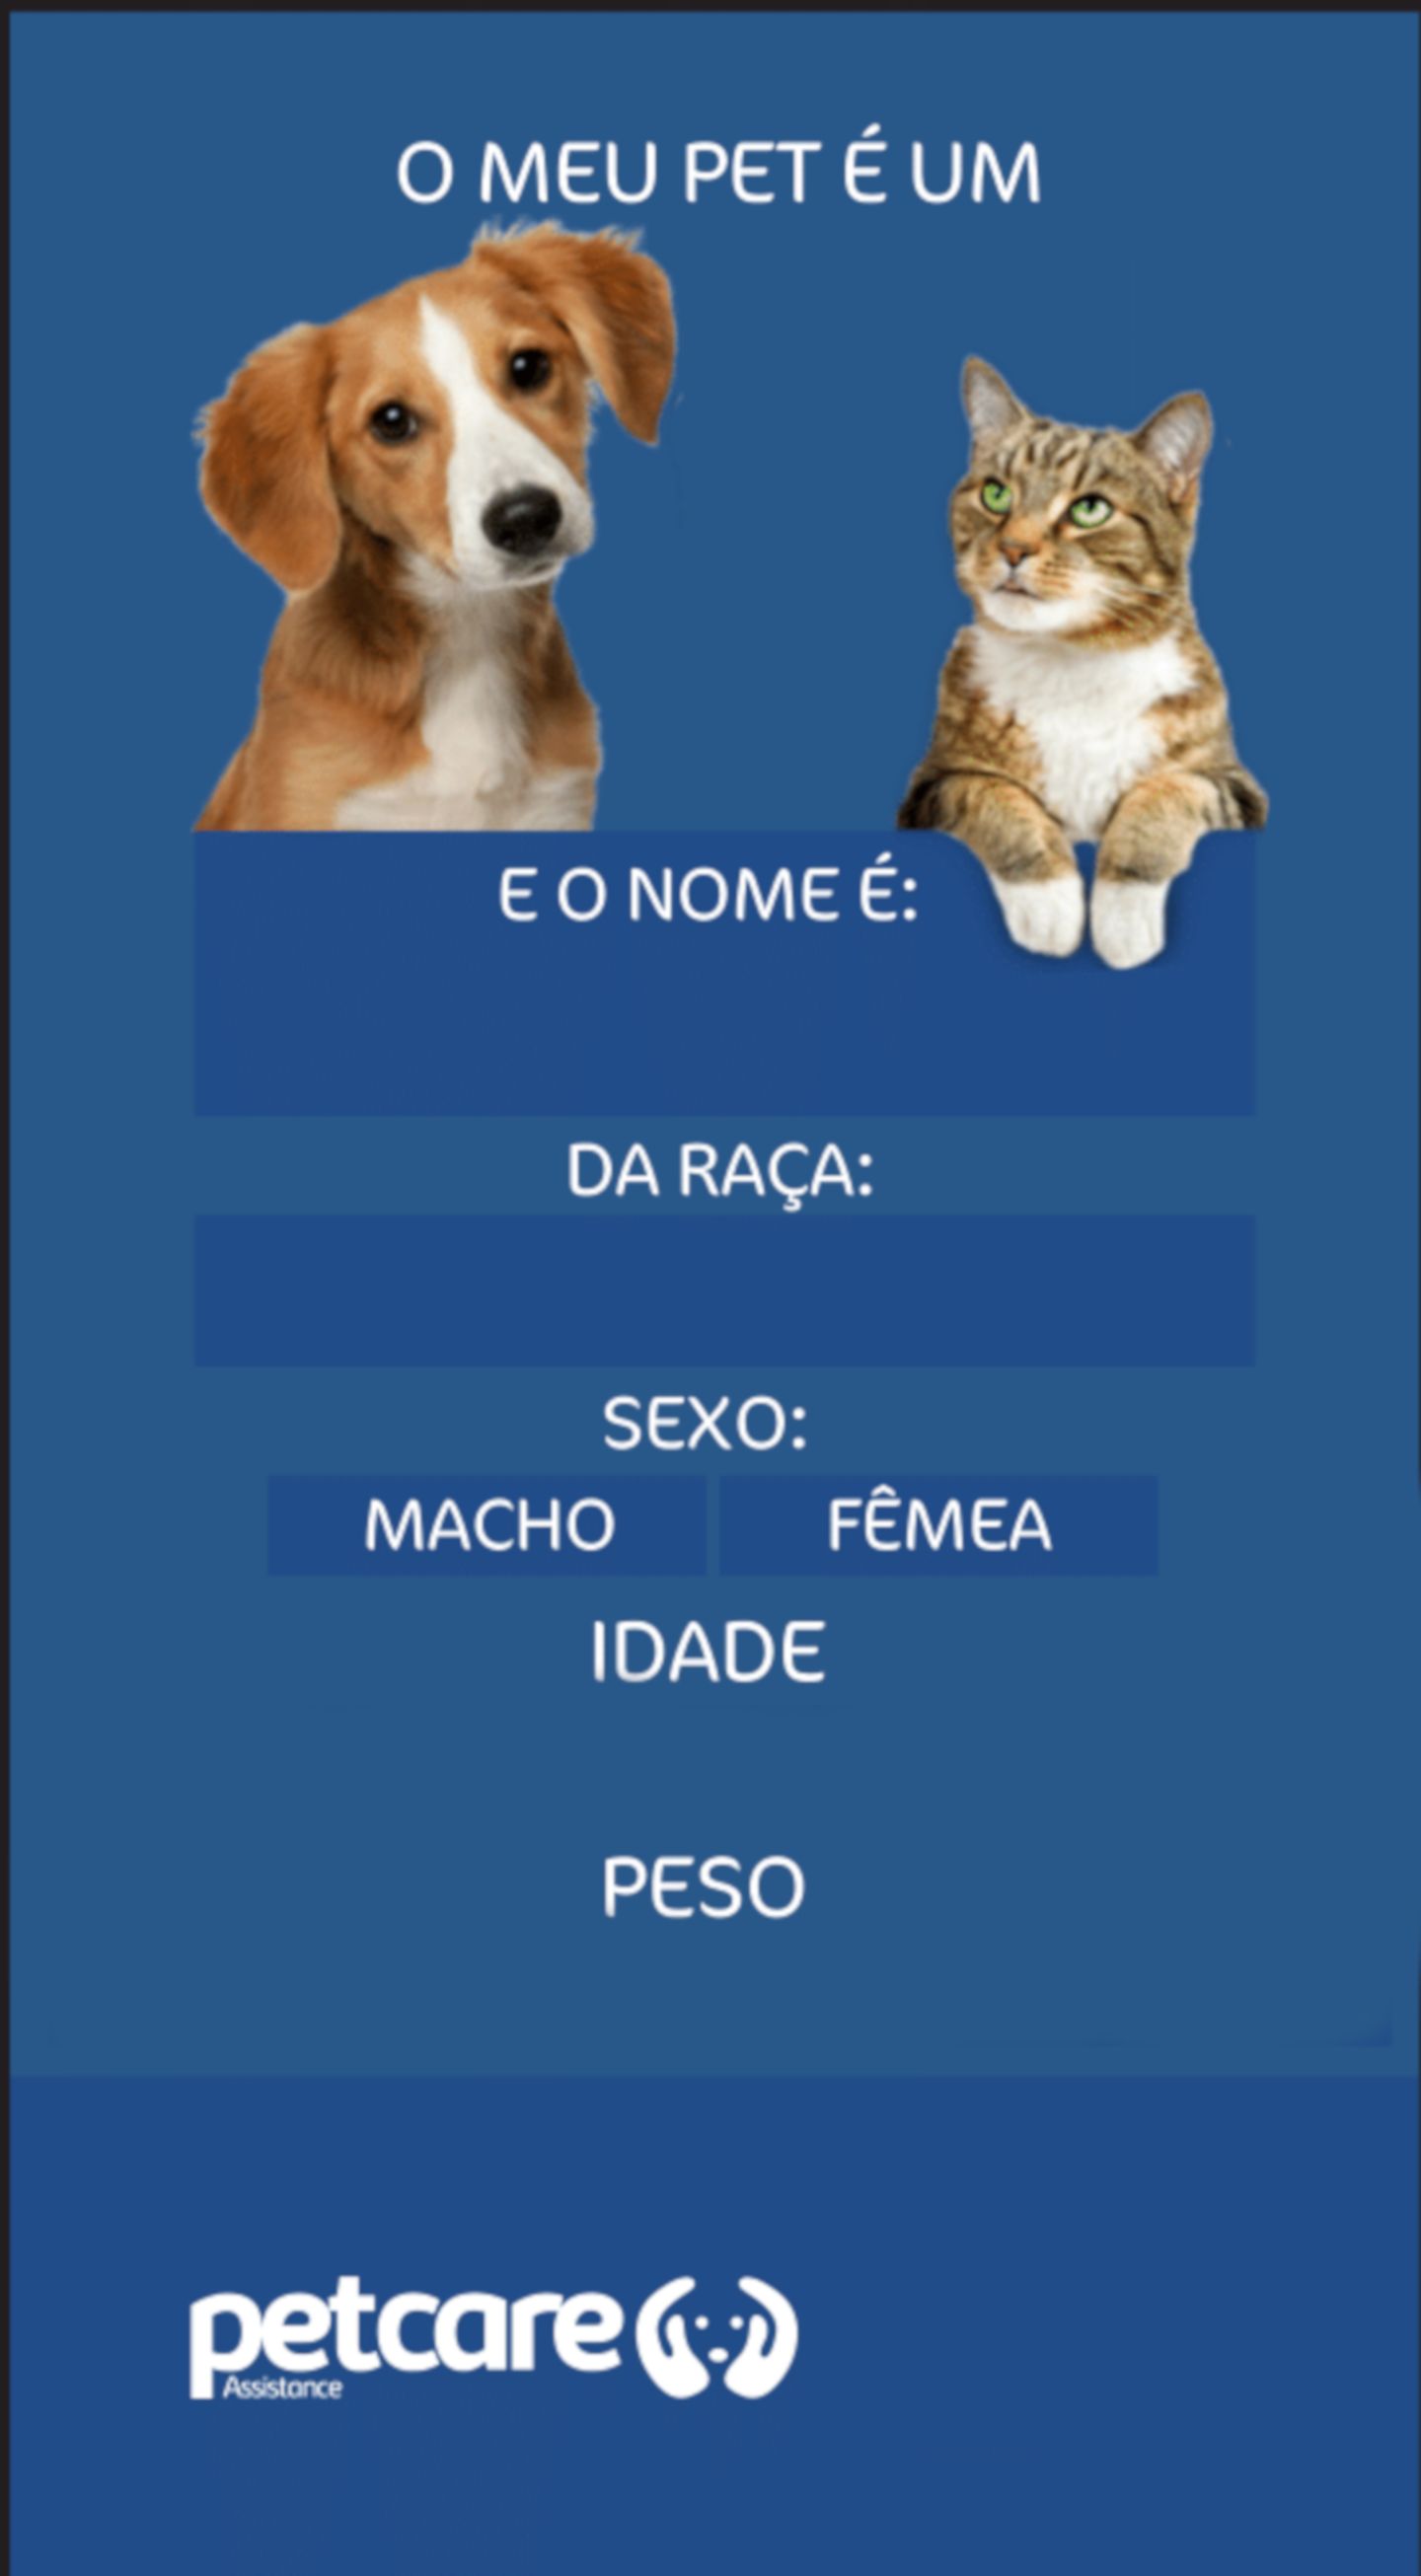 O MEU PET É UM
E O NOME É:
DA RAÇA:
SEXO:
MACHO FÊMEA
IDADE
PESO
petcare
Assistance